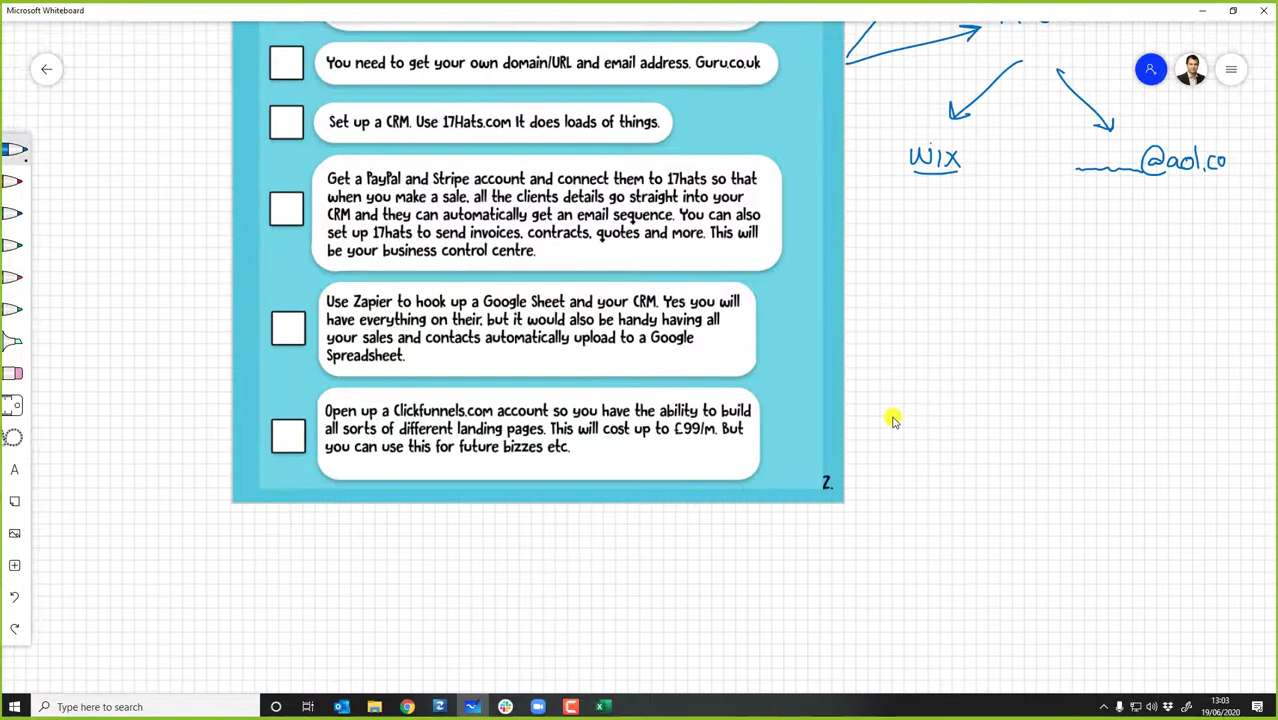 Microsoft Whiteboard
You need to get your own domain/URL and email address. Guru.co.uk
Set up a CRM. Use 17Hats.com It does loads of things.
Get a PayPal and Stripe account and connect them to 17hats so that
when you make a sale, all the clients details go straight into your
CRM and they can automatically get an email sequence. You can also
set up 17hats to send invoices, contracts, quotes and more. This will
be your business control centre.
Use Zapier to hook up a Google Sheet and your CRM. Yes you will
have everything on their, but it would also be handy having all
your sales and contacts automatically upload to a Google
Spreadsheet.
Open up a Clickfunnels.com account so you have the ability to build
all sorts of different landing pages. This will cost up to £99/m. But
you can use this for future bizzes etc.
2.
Wix
@aol.co
A
Type here to search
13:03
19/06/2020